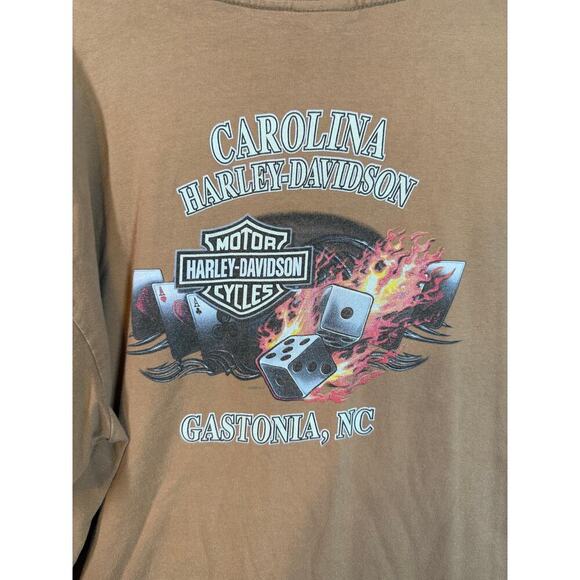 CAROLINA
HARLEY-DAVIDSON
MOTOR
HARLEY-DAVIDSON
CYCLES
A A A
GASTONIA, NC